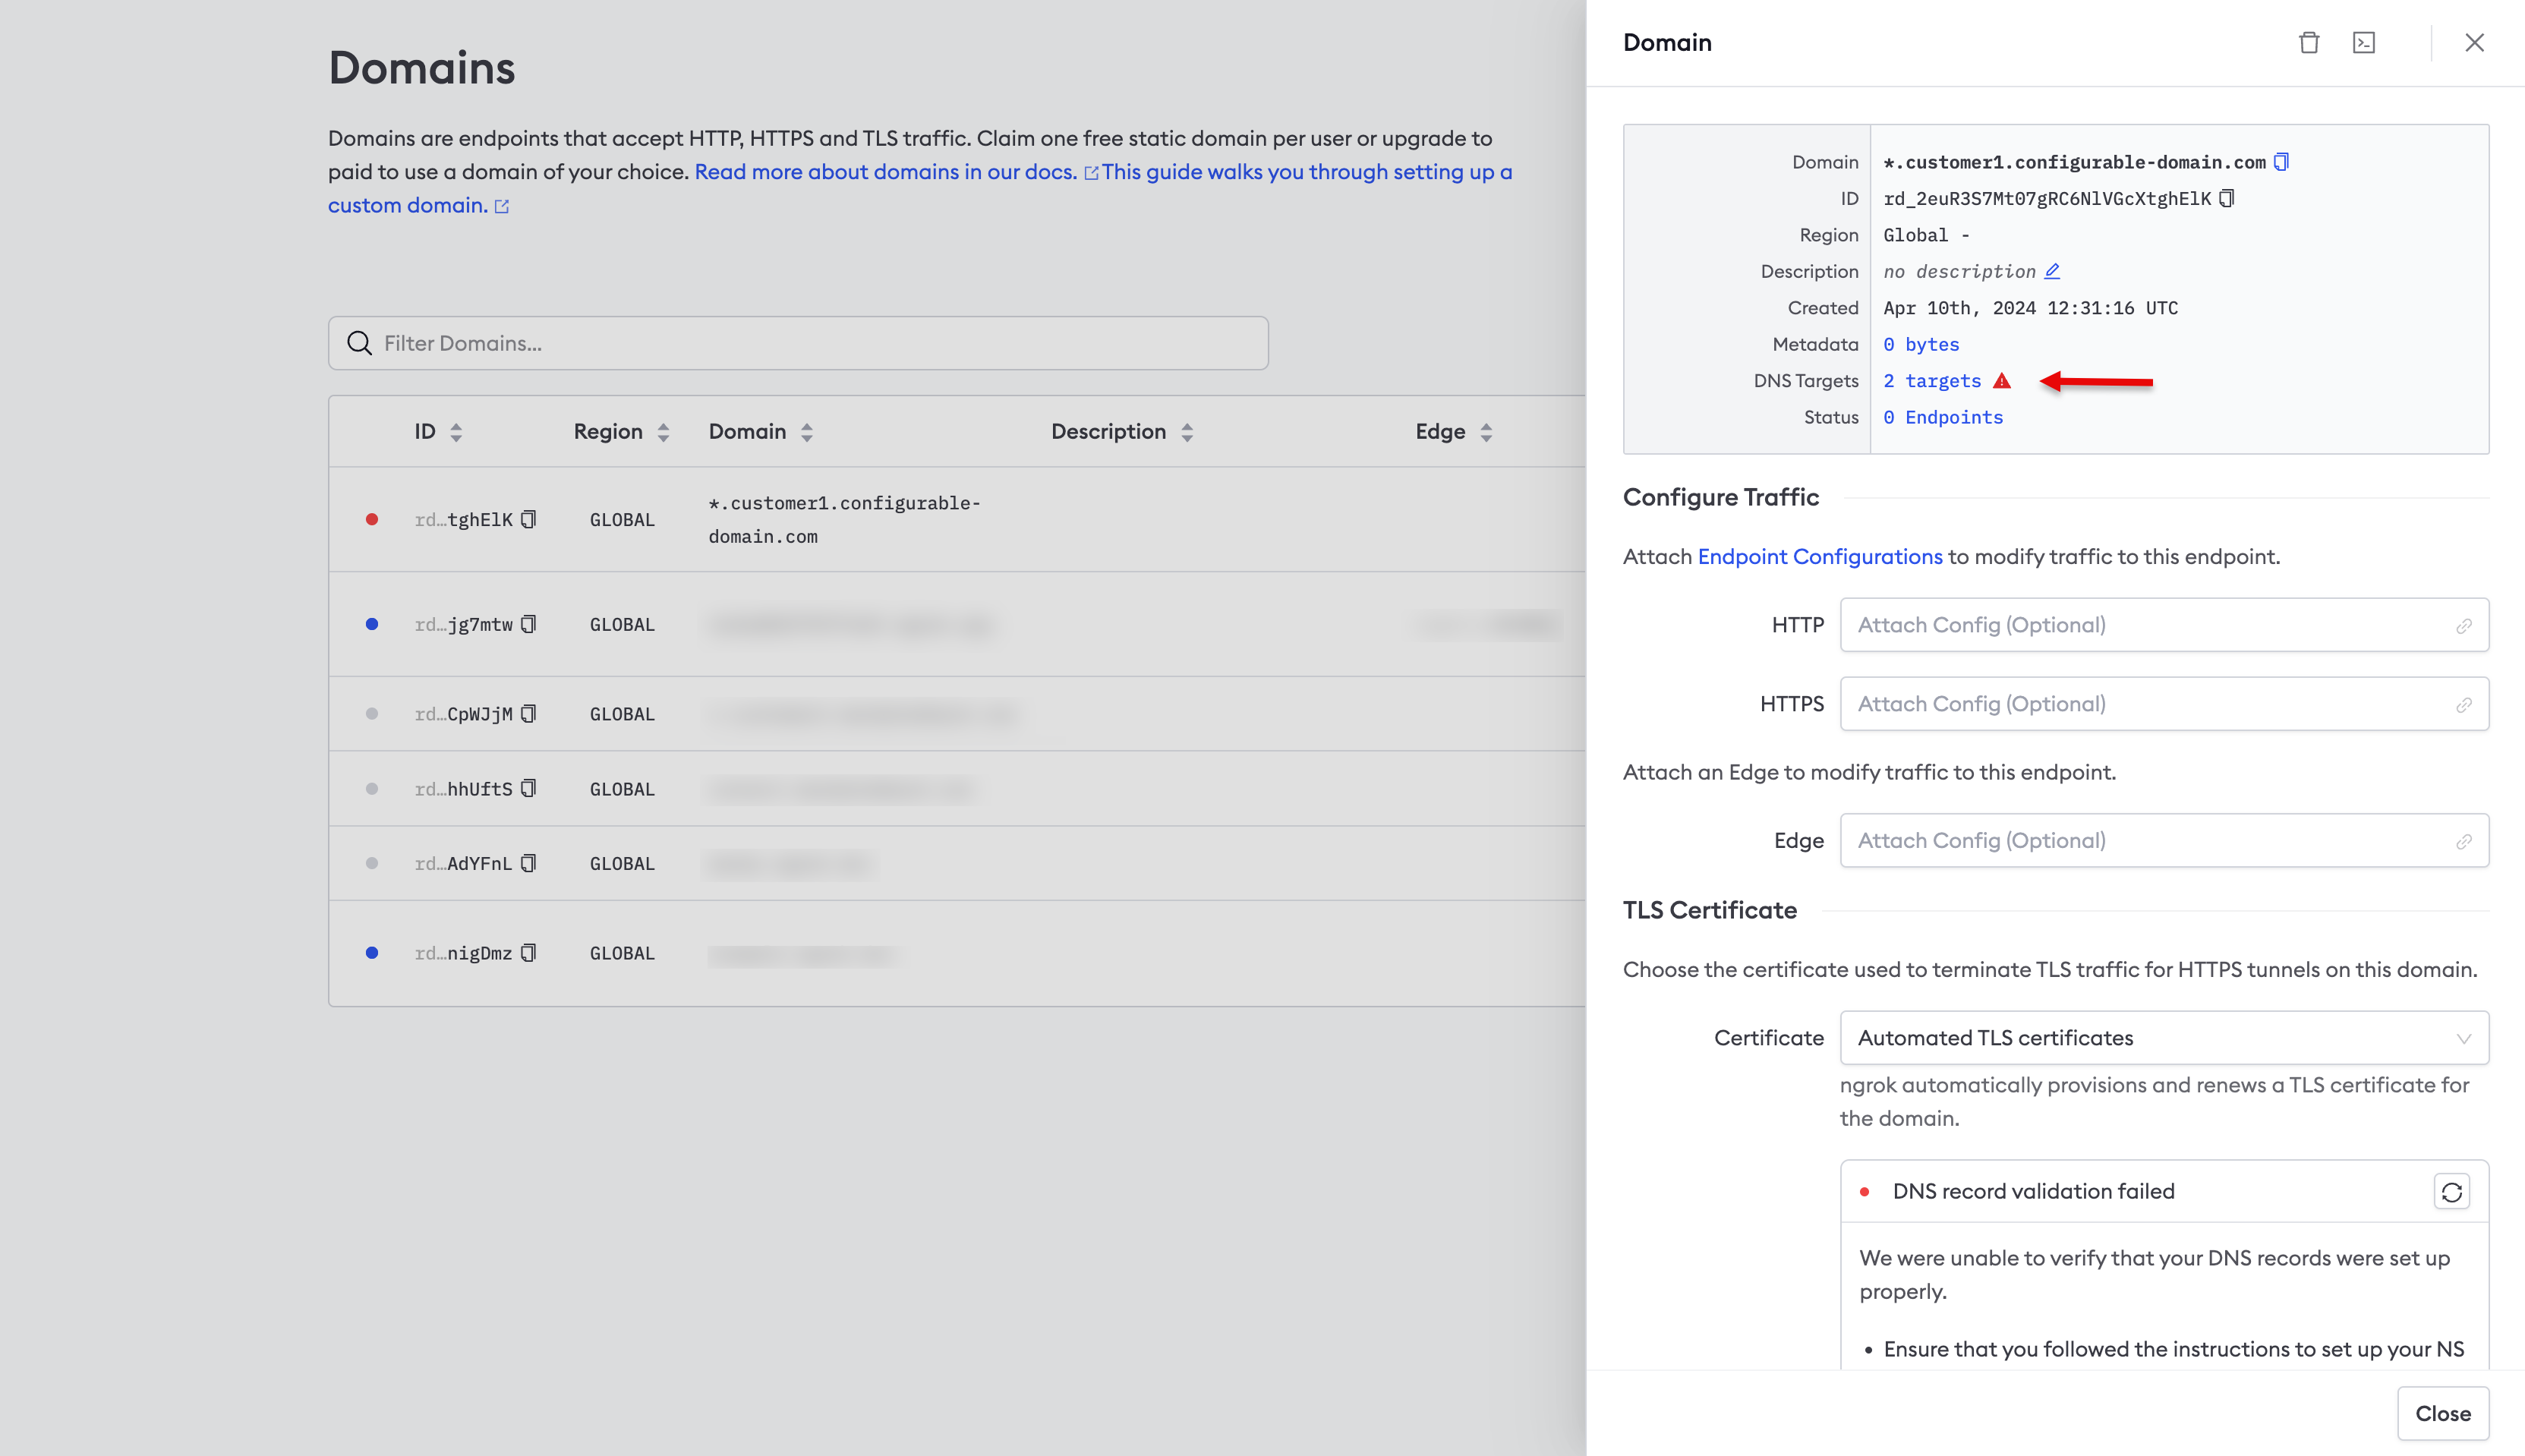 Domains
Domains are endpoints that accept HTTP, HTTPS and TLS traffic. Claim one free static domain per user or upgrade to
paid to use a domain of your choice. Read more about domains in our docs. This guide walks you through setting up a
custom domain.
Filter Domains...
ID Region Domain Description Edge
rd…tghElK GLOBAL *.customer1.configurable-
domain.com
rd…jg7mtw GLOBAL
rd…CpWJjM GLOBAL
rd…hhUftS GLOBAL
rd…AdYFnL GLOBAL
rd…nigDmz GLOBAL
Domain
Domain *.customer1.configurable-domain.com
ID rd_2euR3S7Mt07gRC6NlVGcXtghElK
Region Global -
Description no description
Created Apr 10th, 2024 12:31:16 UTC
Metadata 0 bytes
DNS Targets 2 targets
Status 0 Endpoints
Configure Traffic
Attach Endpoint Configurations to modify traffic to this endpoint.
HTTP Attach Config (Optional)
HTTPS Attach Config (Optional)
Attach an Edge to modify traffic to this endpoint.
Edge Attach Config (Optional)
TLS Certificate
Choose the certificate used to terminate TLS traffic for HTTPS tunnels on this domain.
Certificate Automated TLS certificates
ngrok automatically provisions and renews a TLS certificate for
the domain.
DNS record validation failed
We were unable to verify that your DNS records were set up
properly.
• Ensure that you followed the instructions to set up your NS
Close